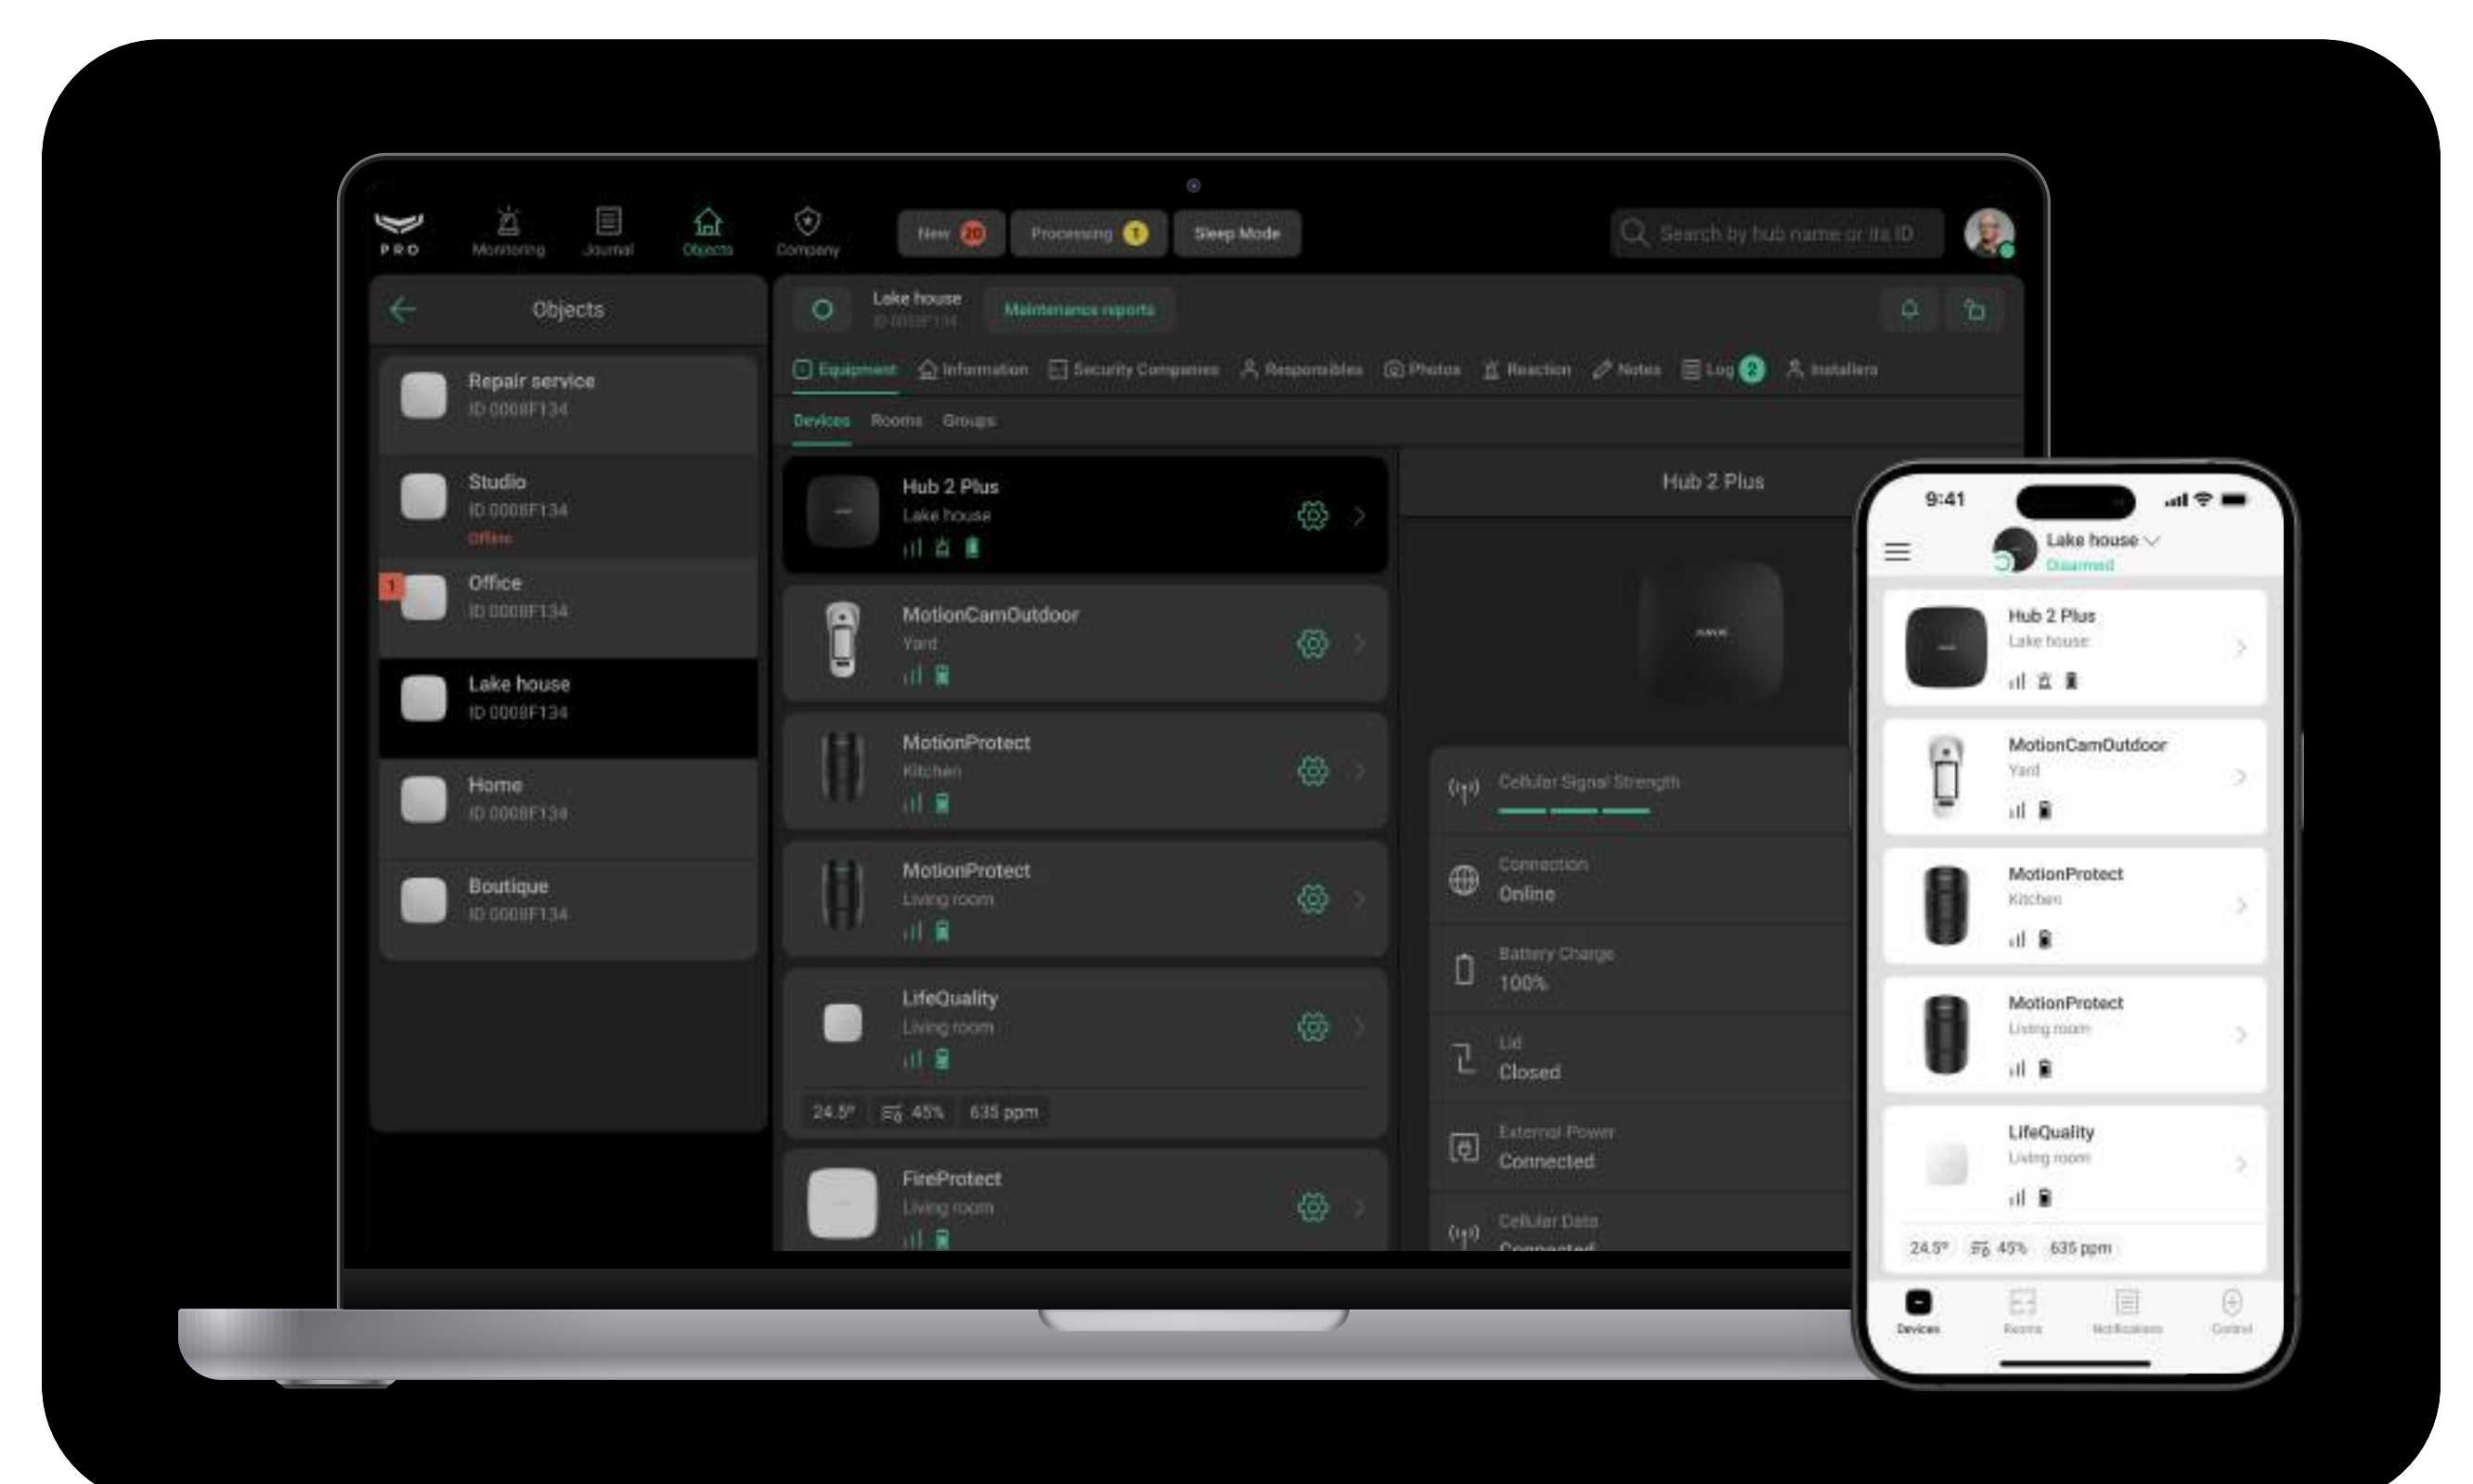 PRO
Monitoring
Journal
Objects
Company
New 20
Processing 1
Sleep Mode
Search by hub name or its ID
Objects
Repair service
ID 0008F134
Studio
ID 0008F134
Offline
1
Office
ID 0008F134
Lake house
ID 0008F134
Home
ID 0008F134
Boutique
ID 0008F134
Lake house
ID 0008F134
Maintenance reports
Equipment
Information
Security Companies
Responsibles
Photos
Reaction
Notes
Log 2
Installers
Devices
Rooms
Groups
Hub 2 Plus
Lake house
MotionCamOutdoor
Yard
MotionProtect
Kitchen
MotionProtect
Living room
LifeQuality
Living room
24.5°
45%
635 ppm
FireProtect
Living room
Hub 2 Plus
AJAX
Cellular Signal Strength
Connection
Online
Battery Charge
100%
Lid
Closed
External Power
Connected
Cellular Data
Connected
9:41
Lake house
Disarmed
Hub 2 Plus
Lake house
MotionCamOutdoor
Yard
MotionProtect
Kitchen
MotionProtect
Living room
LifeQuality
Living room
24.5°
45%
635 ppm
Devices
Rooms
Notifications
Control